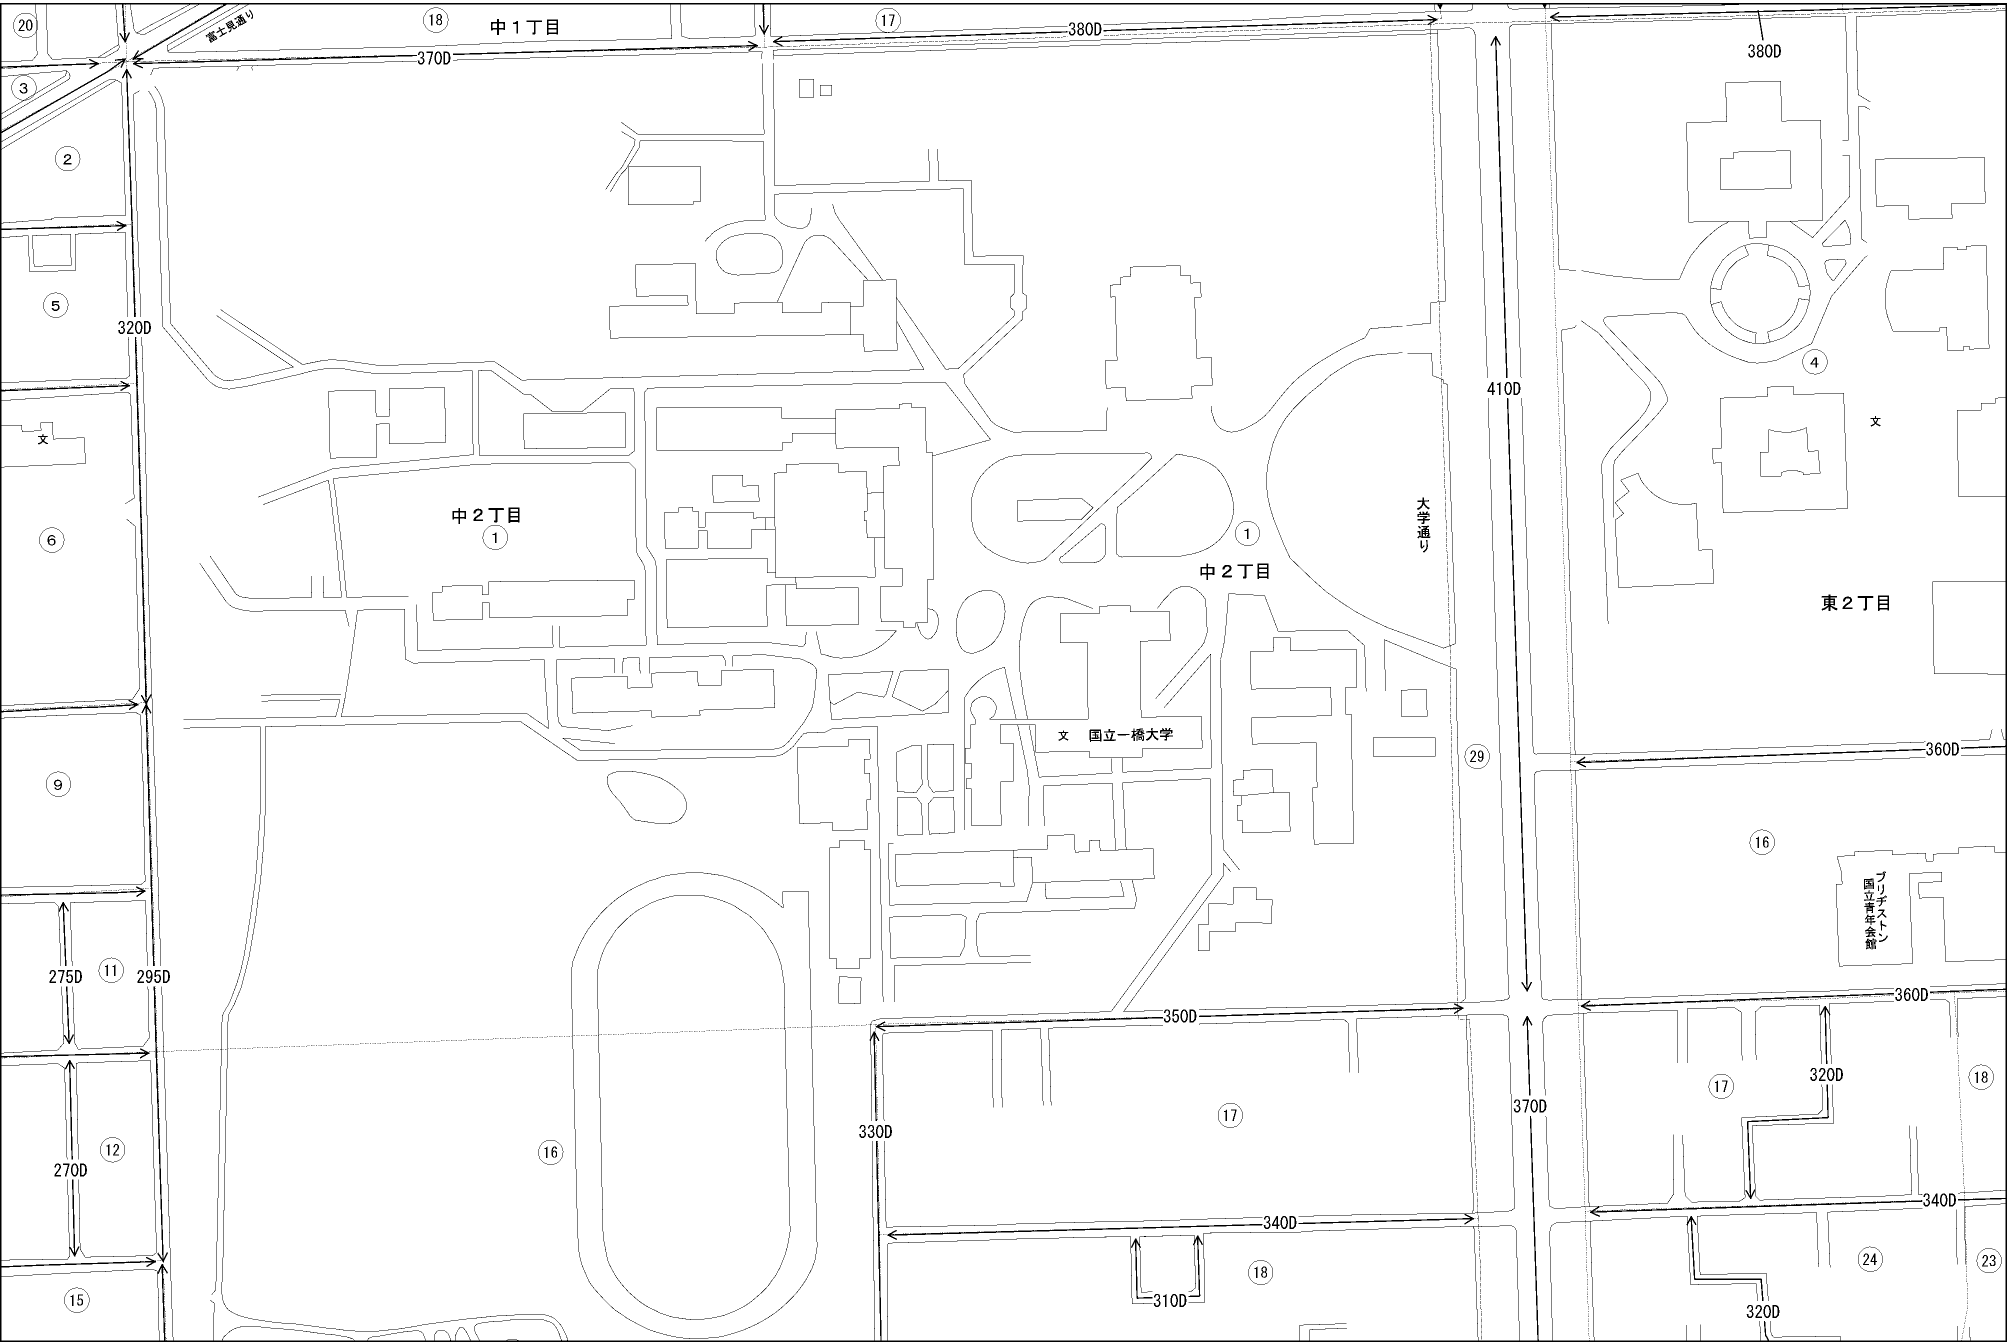 ⑳
富士見通り
⑱
中1丁目
⑰
380D
370D
380D
③
②
⑤
320D
④
410D
文
文
大学通り
中2丁目
①
①
中2丁目
⑥
東2丁目
文
国立一橋大学
360D
㉙
⑨
⑯
ブリヂストン
国立青年会館
275D
⑪
295D
360D
350D
320D
⑱
⑰
370D
⑰
330D
⑫
⑯
270D
340D
340D
⑱
㉔
㉓
⑮
310D
320D